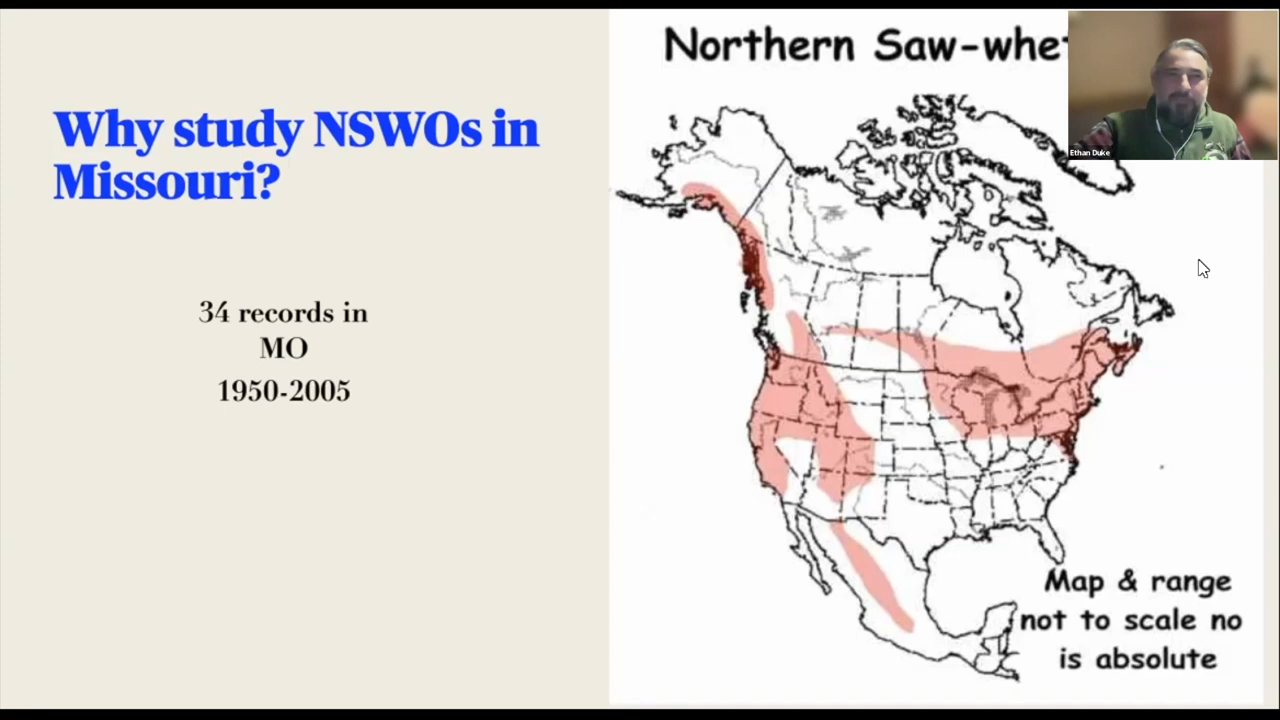 Why study NSWOs in
Missouri?
34 records in
MO
1950-2005
Northern Saw-whet
Ethan Duke
Map & range
not to scale no
is absolute